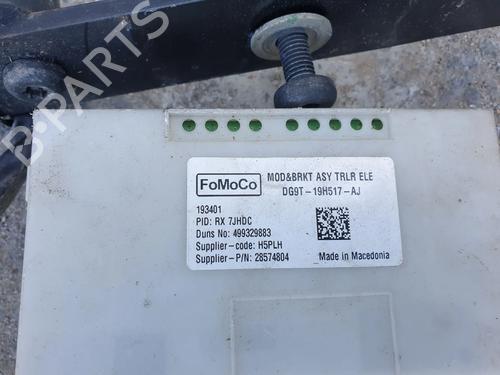 MOD&BRKT ASY TRLR ELE
FoMoCo
DG9T-19H517-AJ
193401
PID: RX 7JHDC
Duns No: 499329883
Supplier-code: H5PLH
Supplier-P/N: 28574804
Made in Macedonia
B-PARTS